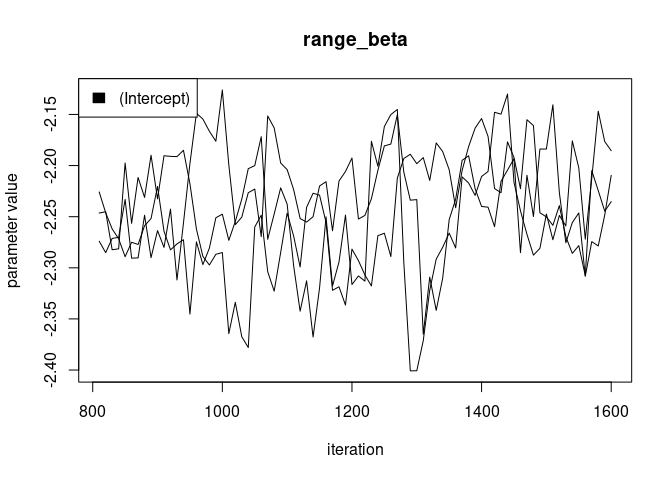 range_beta
(Intercept)
-2.15
-2.20
-2.25
-2.30
-2.35
-2.40
parameter value
800 1000 1200 1400 1600
iteration